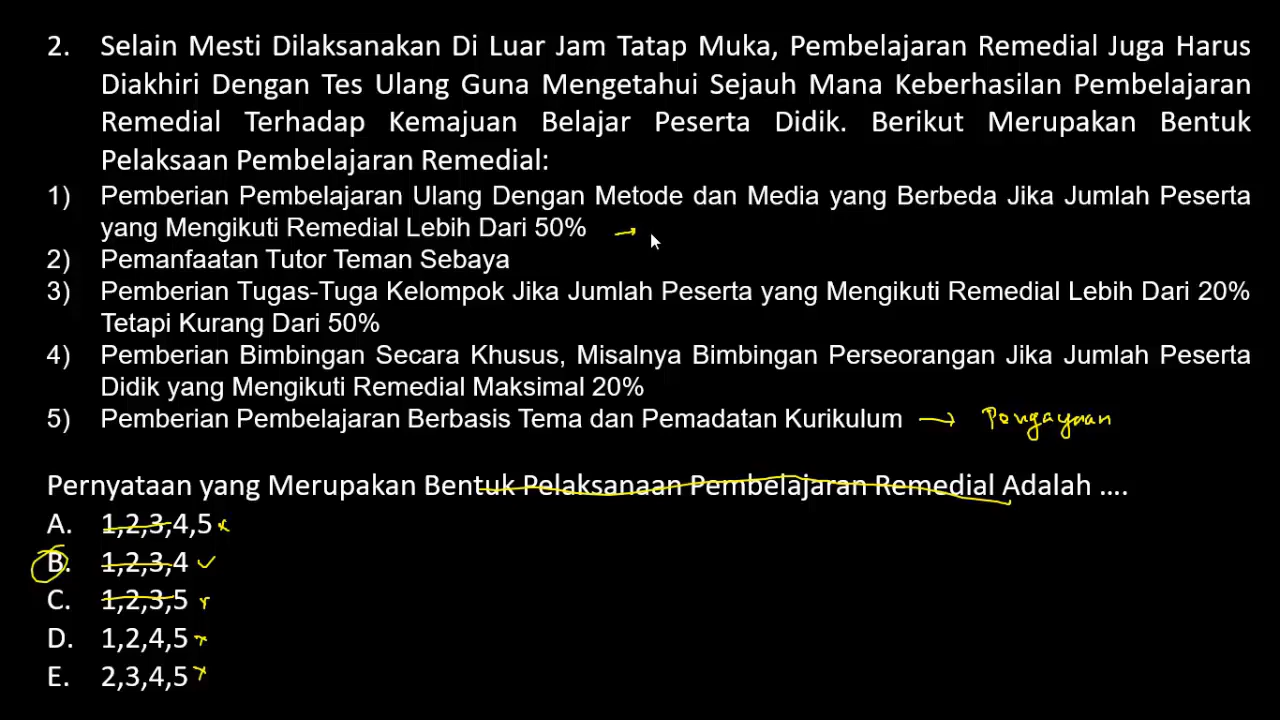 2. Selain Mesti Dilaksanakan Di Luar Jam Tatap Muka, Pembelajaran Remedial Juga Harus
Diakhiri Dengan Tes Ulang Guna Mengetahui Sejauh Mana Keberhasilan Pembelajaran
Remedial Terhadap Kemajuan Belajar Peserta Didik. Berikut Merupakan Bentuk
Pelaksaan Pembelajaran Remedial:
1) Pemberian Pembelajaran Ulang Dengan Metode dan Media yang Berbeda Jika Jumlah Peserta
yang Mengikuti Remedial Lebih Dari 50% →
2) Pemanfaatan Tutor Teman Sebaya
3) Pemberian Tugas-Tuga Kelompok Jika Jumlah Peserta yang Mengikuti Remedial Lebih Dari 20%
Tetapi Kurang Dari 50%
4) Pemberian Bimbingan Secara Khusus, Misalnya Bimbingan Perseorangan Jika Jumlah Peserta
Didik yang Mengikuti Remedial Maksimal 20%
5) Pemberian Pembelajaran Berbasis Tema dan Pemadatan Kurikulum → Pengayaan
Pernyataan yang Merupakan Bentuk Pelaksanaan Pembelajaran Remedial Adalah ....
A. 1,2,3,4,5 x
B. 1,2,3,4 ✓
C. 1,2,3,5 x
D. 1,2,4,5 x
E. 2,3,4,5 x